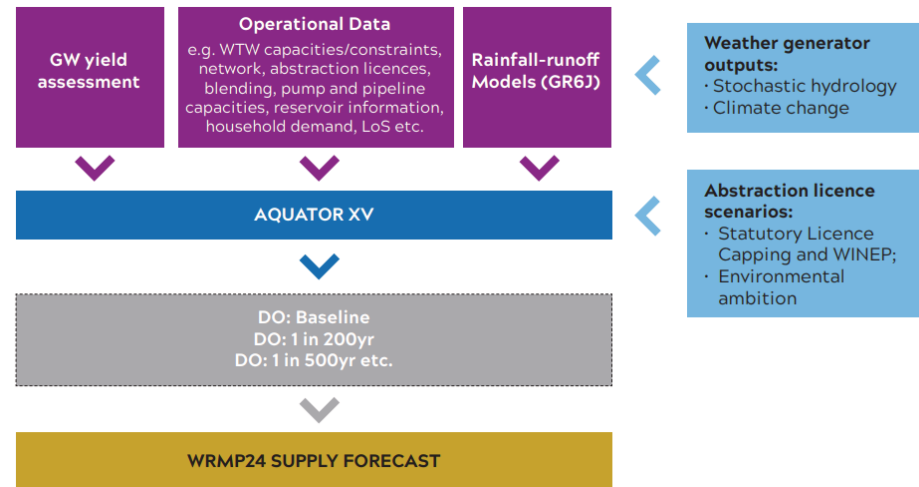 GW yield
assessment
Operational Data
e.g. WTW capacities/constraints,
network, abstraction licences,
blending, pump and pipeline
capacities, reservoir information,
household demand, LoS etc.
Rainfall-runoff
Models (GR6J)
Weather generator
outputs:
· Stochastic hydrology
· Climate change
AQUATOR XV
Abstraction licence
scenarios:
· Statutory Licence
Capping and WINEP;
· Environmental
ambition
DO: Baseline
DO: 1 in 200yr
DO: 1 in 500yr etc.
WRMP24 SUPPLY FORECAST